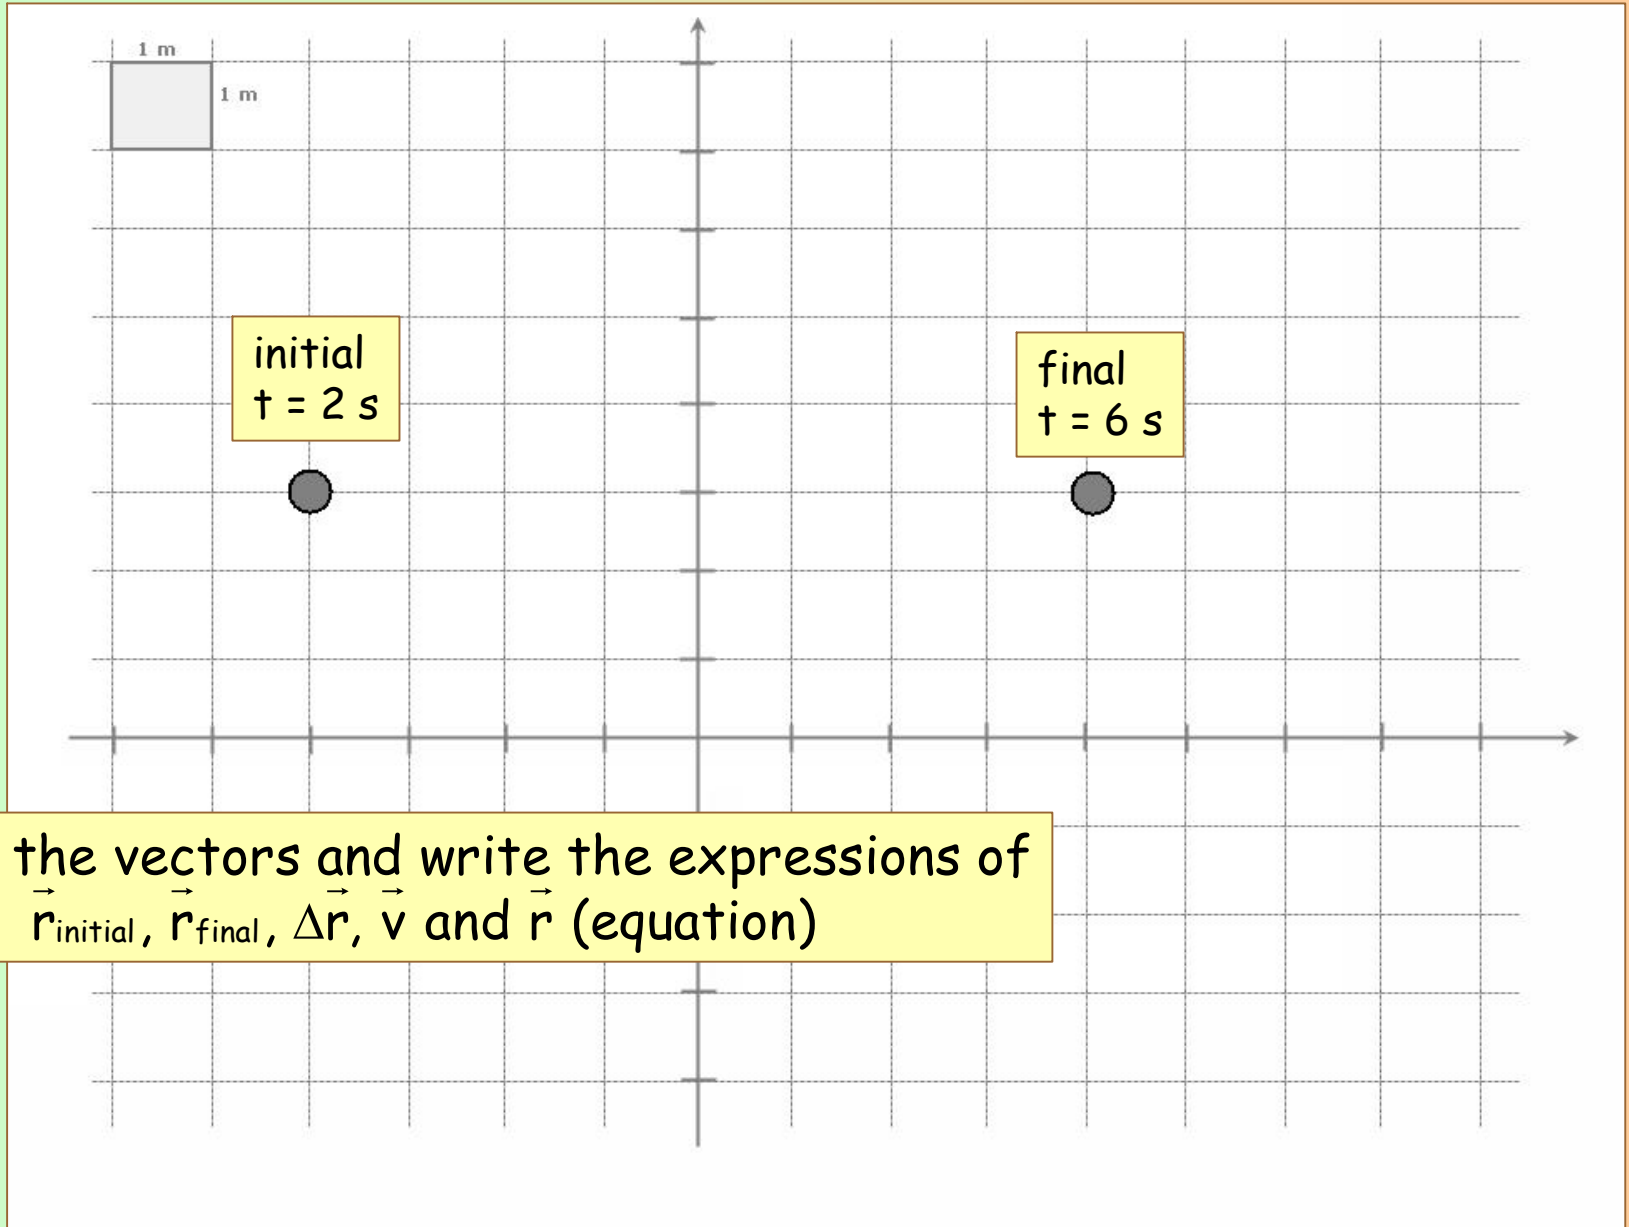 1 m
1 m
initial
t = 2 s
final
t = 6 s
the vectors and write the expressions of
r⃗initial, r⃗final, Δr⃗, v⃗ and r⃗ (equation)